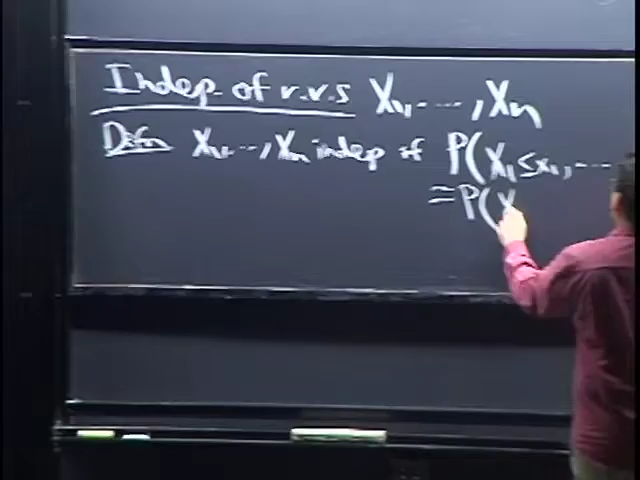 Indep. of r.v.s X₁,...,Xₙ
Defn X₁,...,Xₙ indep if P(X₁≤x₁,...
=P(X